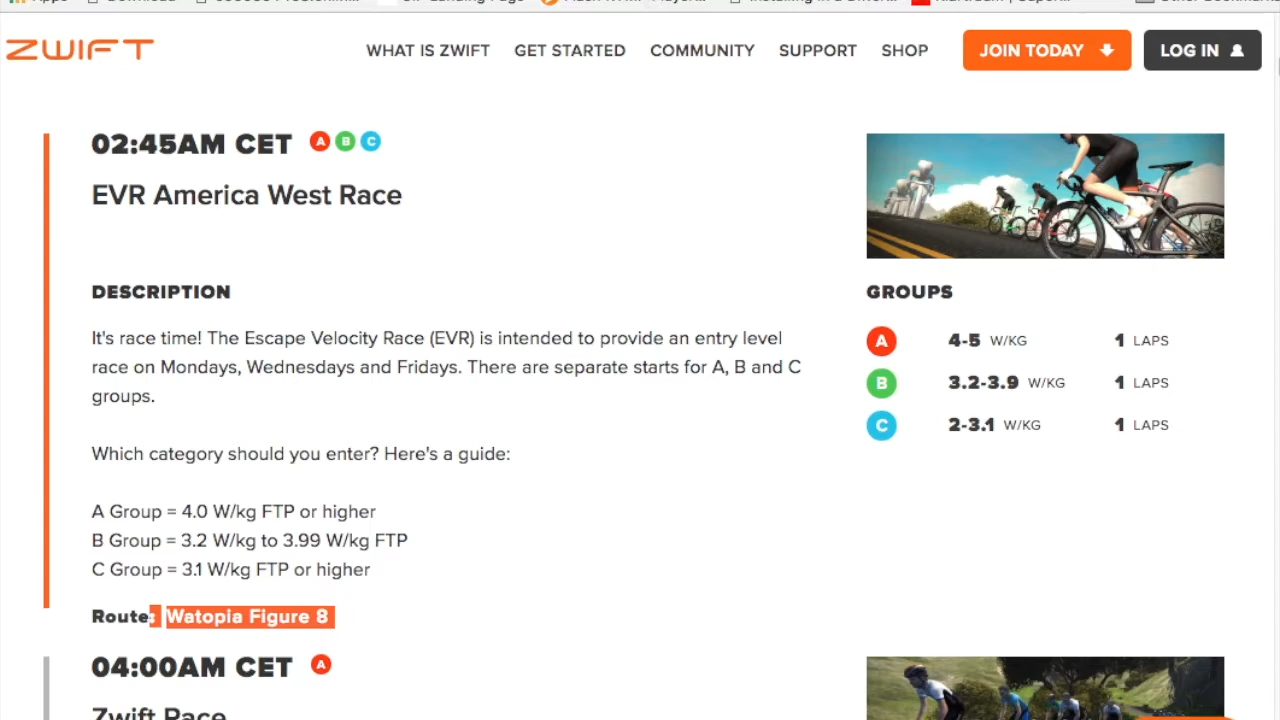 Apps
Download
ZWIFT
WHAT IS ZWIFT GET STARTED COMMUNITY SUPPORT SHOP JOIN TODAY LOG IN
02:45AM CET A B C
EVR America West Race
DESCRIPTION
It's race time! The Escape Velocity Race (EVR) is intended to provide an entry level
race on Mondays, Wednesdays and Fridays. There are separate starts for A, B and C
groups.
Which category should you enter? Here's a guide:
A Group = 4.0 W/kg FTP or higher
B Group = 3.2 W/kg to 3.99 W/kg FTP
C Group = 3.1 W/kg FTP or higher
Route: Watopia Figure 8
GROUPS
A 4-5 W/KG 1 LAPS
B 3.2-3.9 W/KG 1 LAPS
C 2-3.1 W/KG 1 LAPS
04:00AM CET A
Zwift Race